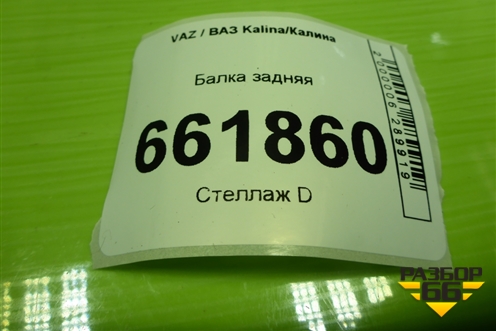 VAZ / ВАЗ Kalina/Калина
Балка задняя
661860
Стеллаж D
2000006289919
РАЗБОР
66